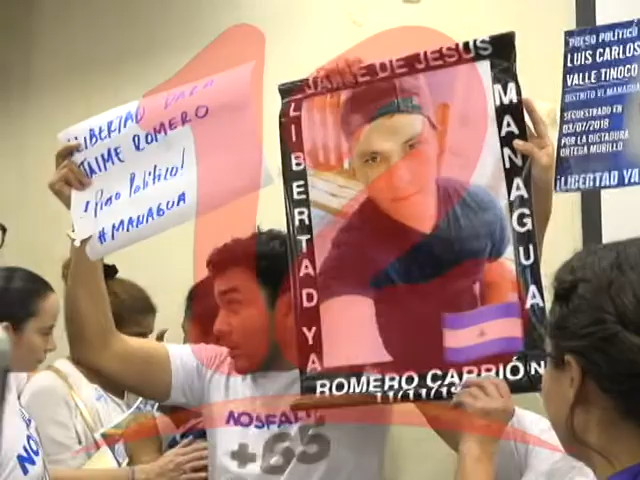 ¡LIBERTAD PARA
JAIME ROMERO
¡Preso Político!
#MANAGUA
JAIME DE JESUS
LIBERTAD YA
MANAGUA
ROMERO CARRIÓN
PRESO POLÍTICO
LUIS CARLOS
VALLE TINOCO
DISTRITO VI, MANAGUA
SECUESTRADO EN
03/07/2018
POR LA DICTADURA
ORTEGA MURILLO
¡LIBERTAD YA
+65
NOS